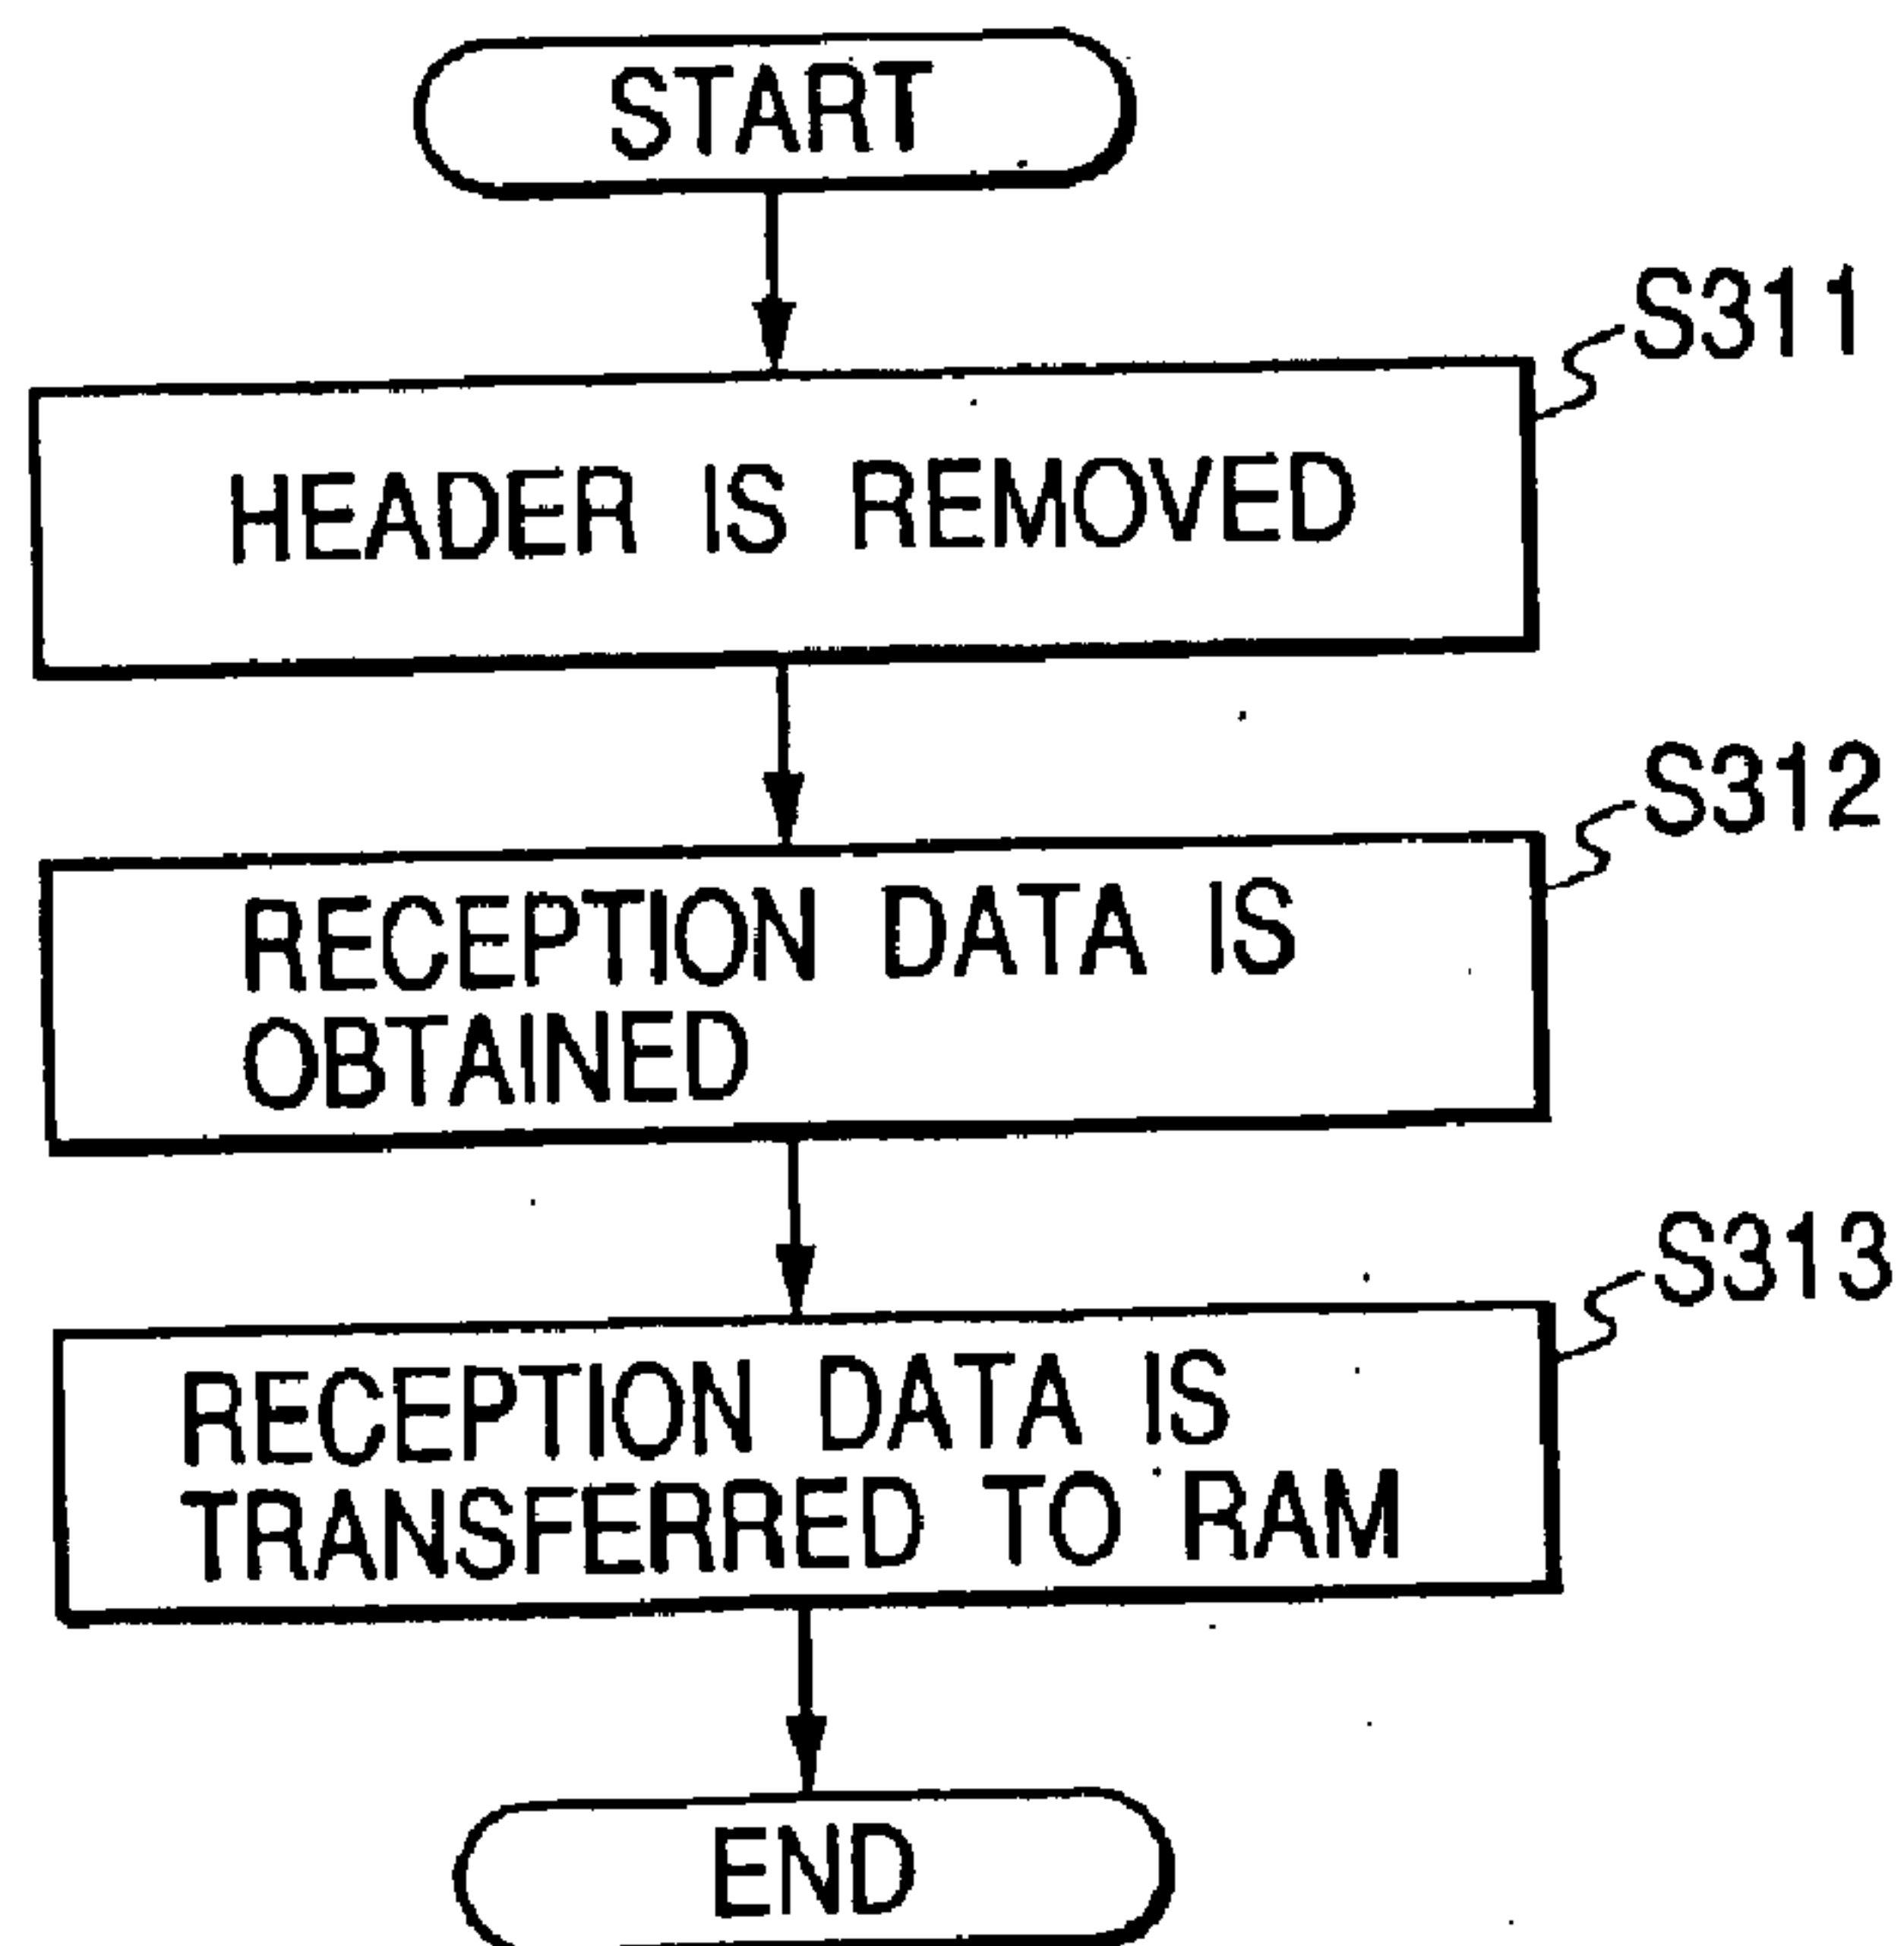 START
S311
HEADER IS REMOVED
S312
RECEPTION DATA IS
OBTAINED
S313
RECEPTION DATA IS
TRANSFERRED TO RAM
END